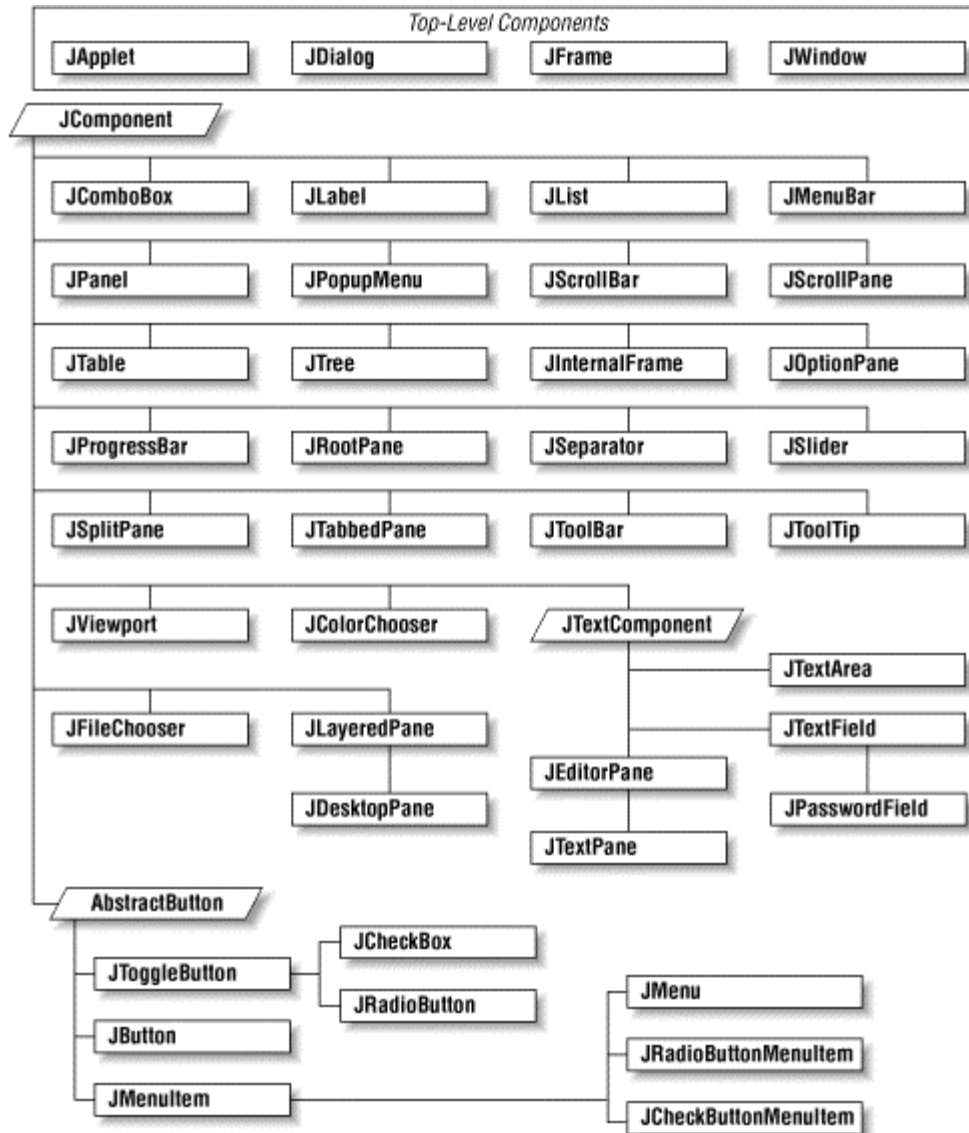 Top-Level Components
JApplet JDialog JFrame JWindow
JComponent
JComboBox JLabel JList JMenuBar
JPanel JPopupMenu JScrollBar JScrollPane
JTable JTree JInternalFrame JOptionPane
JProgressBar JRootPane JSeparator JSlider
JSplitPane JTabbedPane JToolBar JToolTip
JViewport JColorChooser JTextComponent
JTextArea
JFileChooser JLayeredPane JTextField
JEditorPane
JDesktopPane JPasswordField
JTextPane
AbstractButton
JCheckBox
JToggleButton
JMenu
JRadioButton
JButton
JRadioButtonMenuItem
JMenuItem
JCheckButtonMenuItem